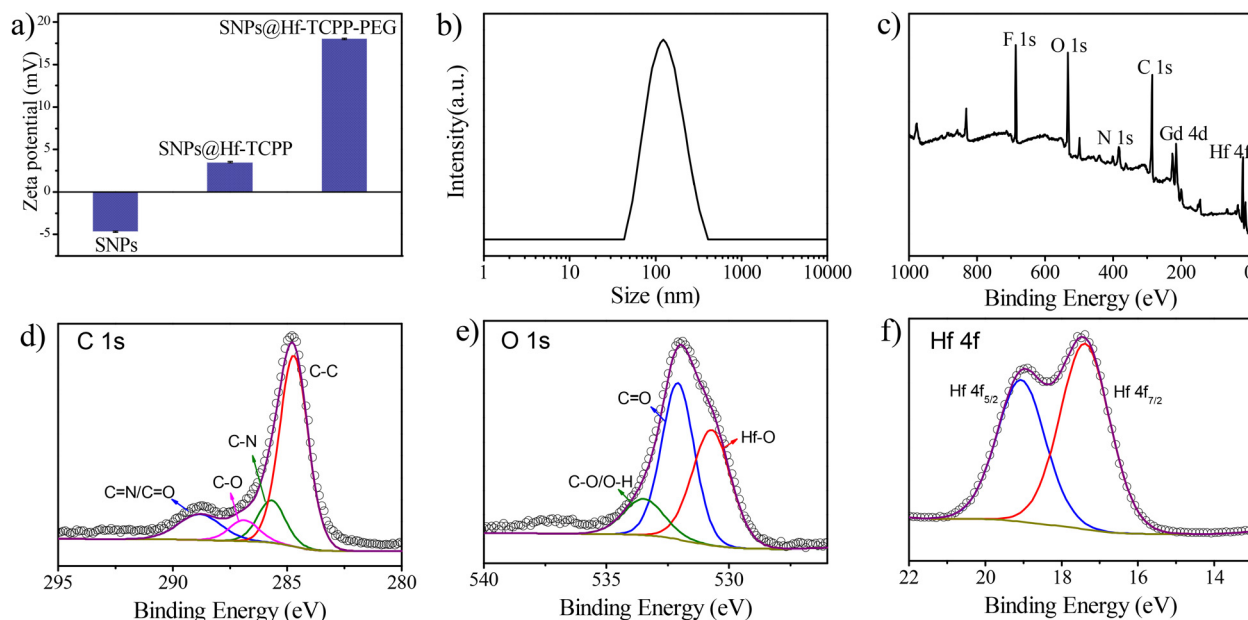 a)
Zeta potential (mV)
20
15
10
5
0
-5
SNPs
SNPs@Hf-TCPP
SNPs@Hf-TCPP-PEG
b)
Intensity(a.u.)
1 10 100 1000 10000
Size (nm)
c)
F 1s
O 1s
N 1s
C 1s
Gd 4d
Hf 4f
1000 800 600 400 200 0
Binding Energy (eV)
d)
C 1s
C=N/C=O
C-O
C-N
C-C
295 290 285 280
Binding Energy (eV)
e)
O 1s
C-O/O-H
C=O
Hf-O
540 535 530
Binding Energy (eV)
f)
Hf 4f
Hf 4f5/2
Hf 4f7/2
22 20 18 16 14
Binding Energy (eV)